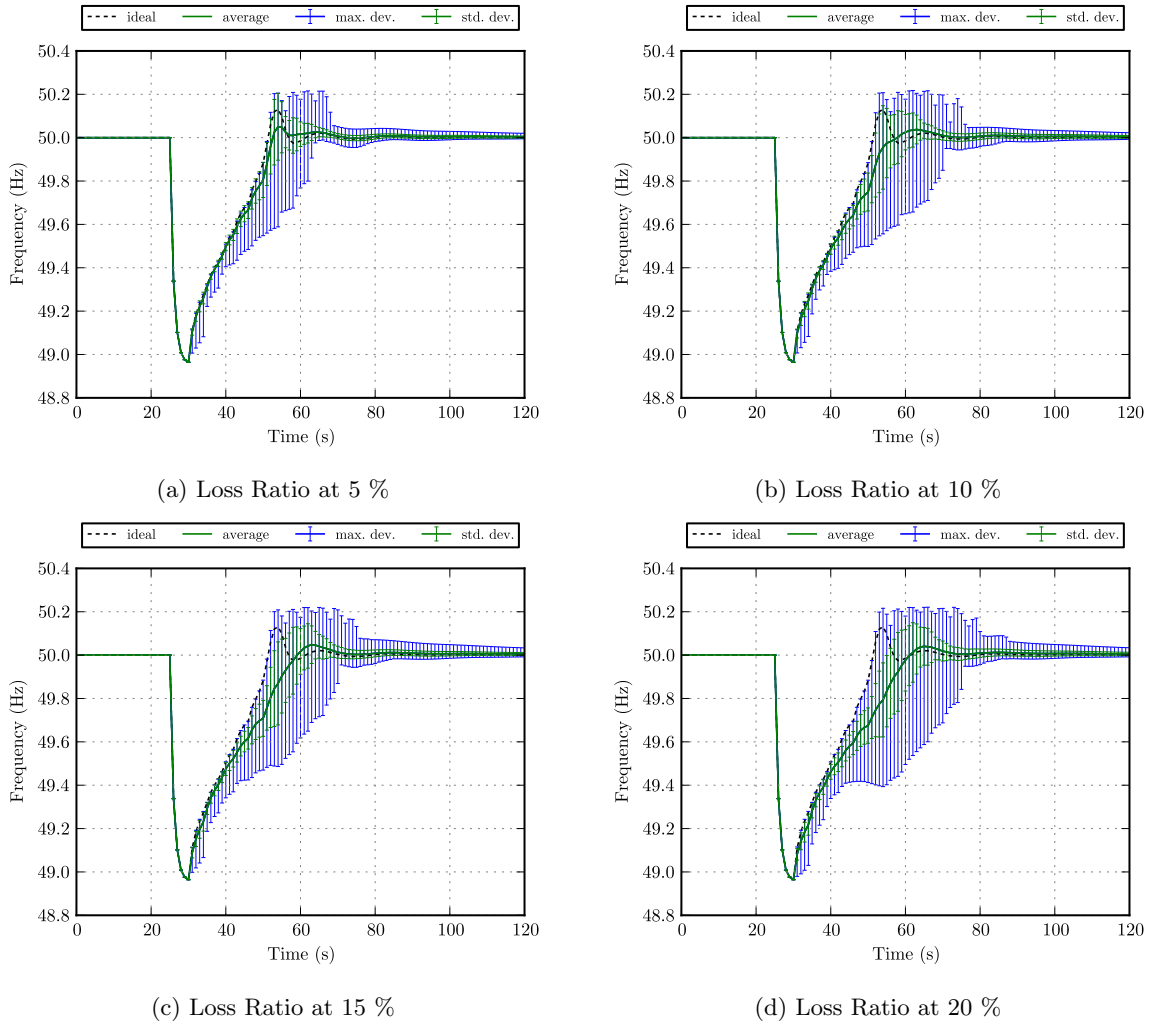 ideal average max. dev. std. dev.
50.4
50.2
50.0
49.8
49.6
49.4
49.2
49.0
48.8
Frequency (Hz)
0 20 40 60 80 100 120
Time (s)
(a) Loss Ratio at 5 %
ideal average max. dev. std. dev.
50.4
50.2
50.0
49.8
49.6
49.4
49.2
49.0
48.8
Frequency (Hz)
0 20 40 60 80 100 120
Time (s)
(b) Loss Ratio at 10 %
ideal average max. dev. std. dev.
50.4
50.2
50.0
49.8
49.6
49.4
49.2
49.0
48.8
Frequency (Hz)
0 20 40 60 80 100 120
Time (s)
(c) Loss Ratio at 15 %
ideal average max. dev. std. dev.
50.4
50.2
50.0
49.8
49.6
49.4
49.2
49.0
48.8
Frequency (Hz)
0 20 40 60 80 100 120
Time (s)
(d) Loss Ratio at 20 %